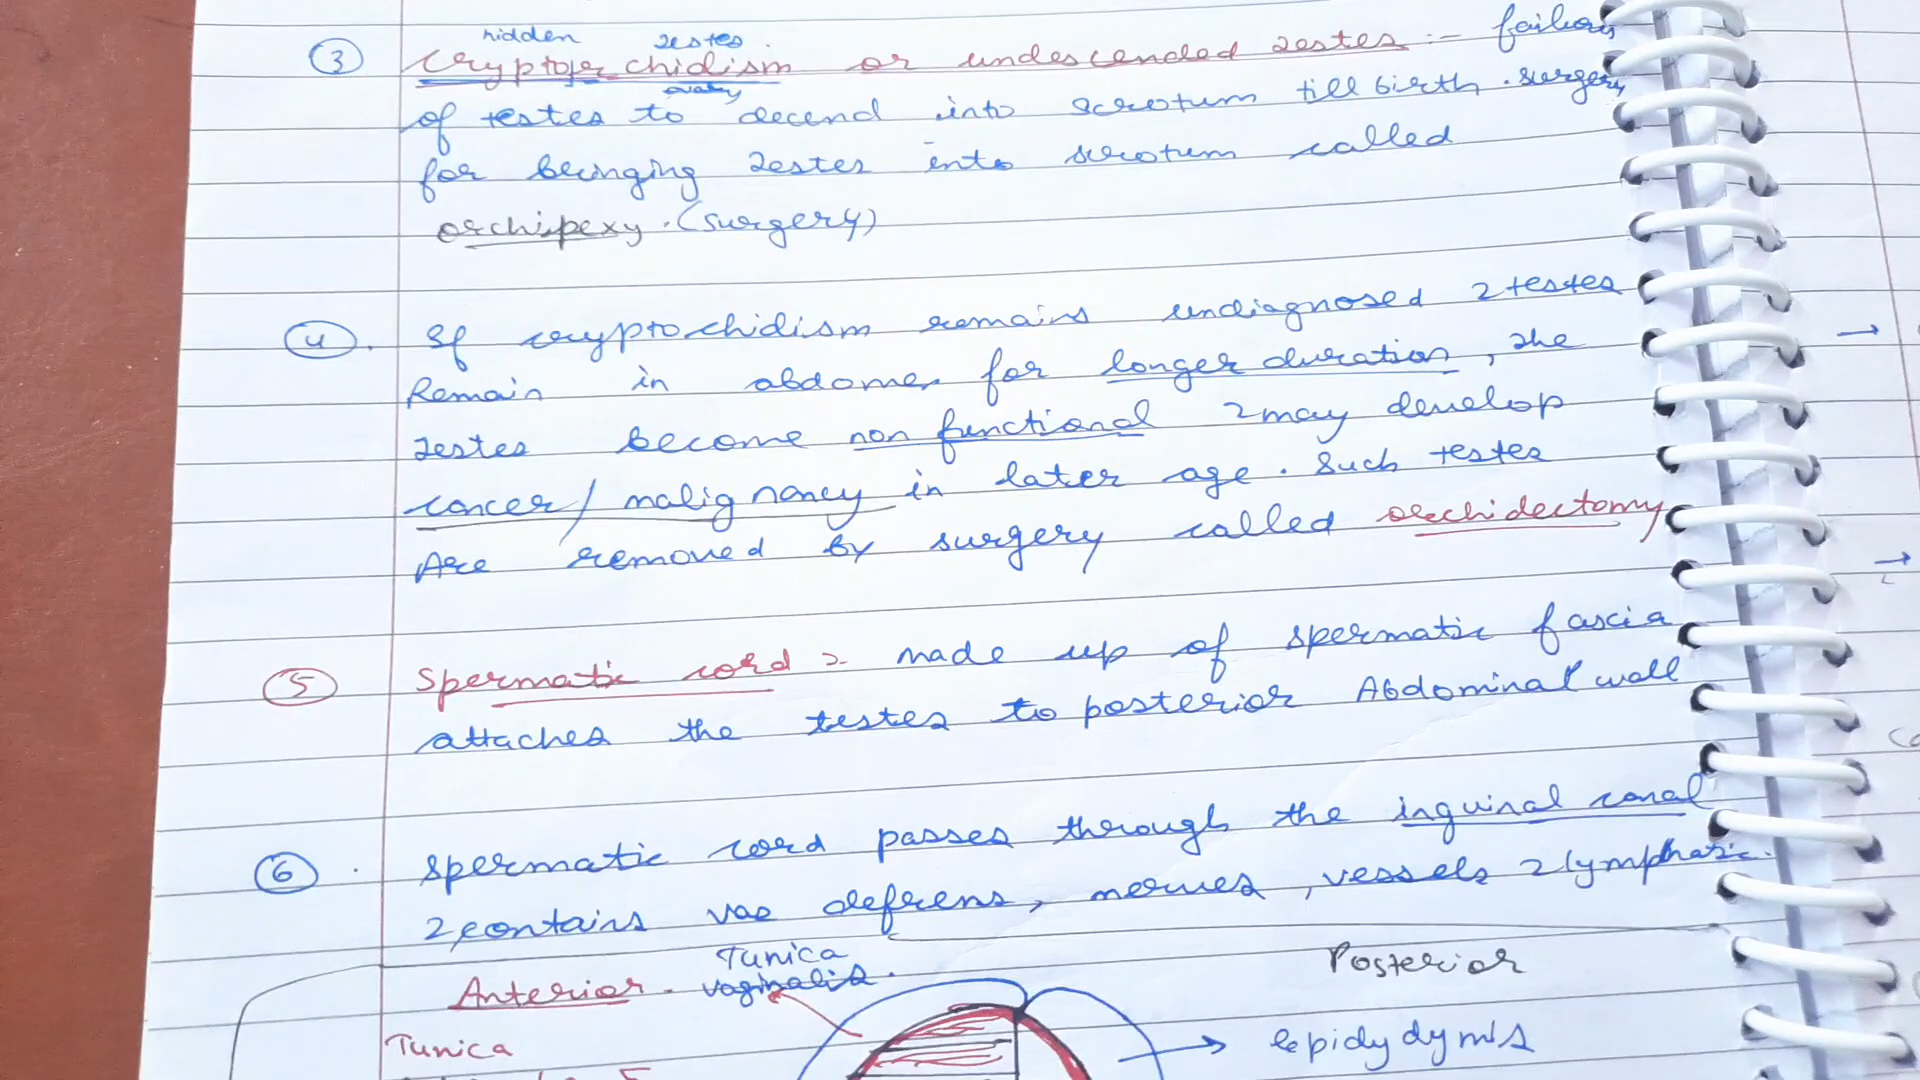 hidden testes
③ Cryptorchidism or undescended testes :- failure
ovary
of testes to decend into scrotum till birth. surgery
for bringing testes into scrotum called
orchipexy. (surgery)
④. If cryptochidism remains undiagnosed & testes
Remain in abdomen for longer duration, the
testes become non functional & may develop
cancer/malignancy in later age. Such testes
Are removed by surgery called orchidectomy
⑤ Spermatic cord = made up of spermatic fascia
attaches the testes to posterior Abdominal wall
⑥. Spermatic cord passes through the inguinal canal
& contains vas defrens, nerves, vessels & lymphatic.
Anterior. Tunica vaginalis. Posterior
Tunica
epidydymis